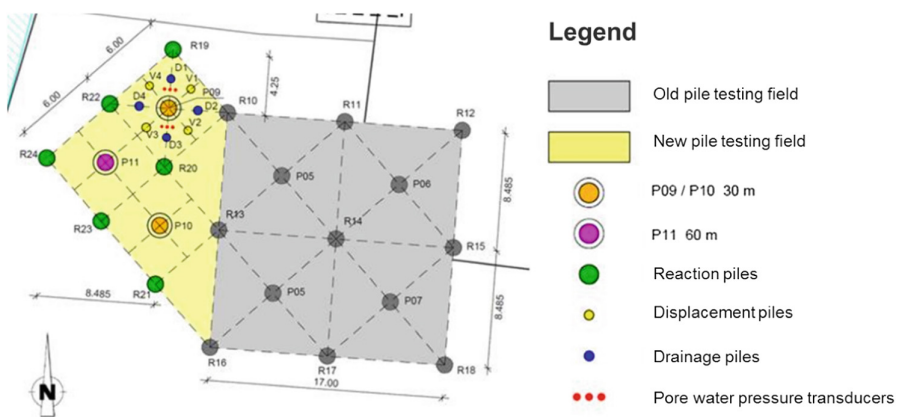 R19
6.00
D1
V4
V1
P09
4.25
6.00
R22
D4
D2
R10
R11
R12
V3
V2
D3
R24
P11
R20
P05
P06
8.485
R13
R14
R23
P10
R15
8.485
R21
P05
P07
8.485
R16
R17
R18
17.00
N
Legend
Old pile testing field
New pile testing field
P09 / P10 30 m
P11 60 m
Reaction piles
Displacement piles
Drainage piles
Pore water pressure transducers